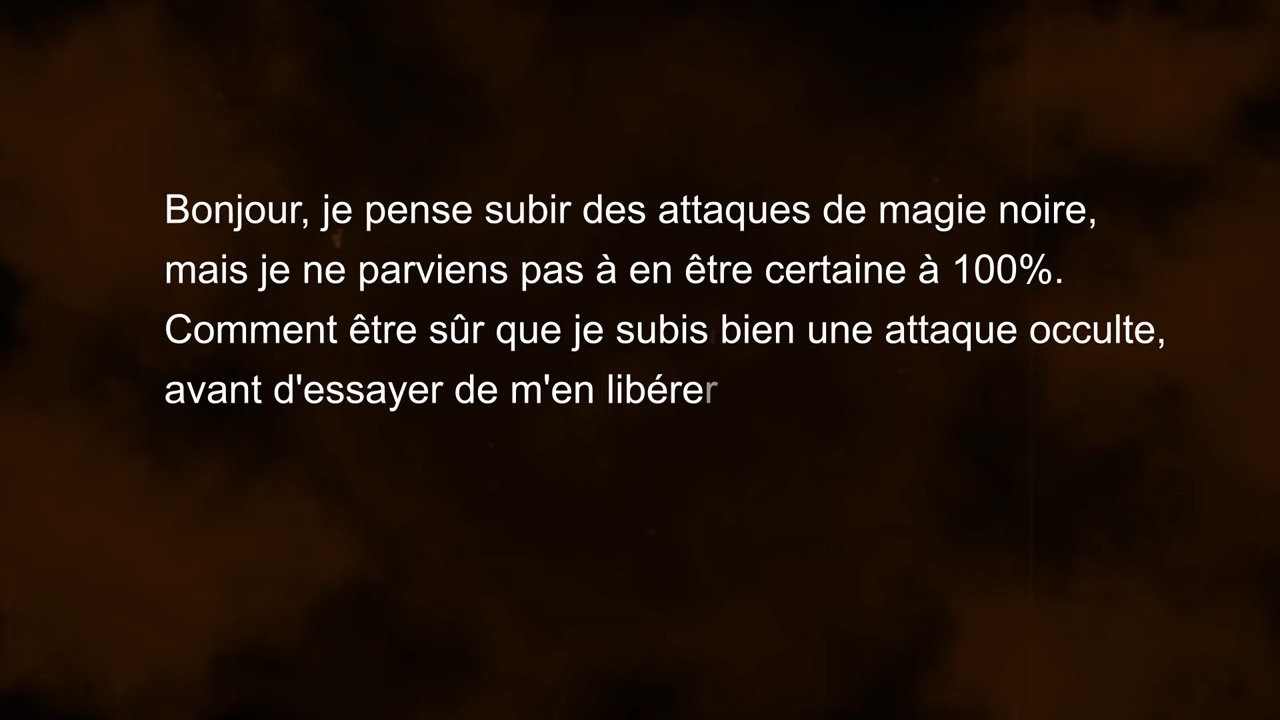 Bonjour, je pense subir des attaques de magie noire,
mais je ne parviens pas à en être certaine à 100%.
Comment être sûr que je subis bien une attaque occulte,
avant d'essayer de m'en libérer